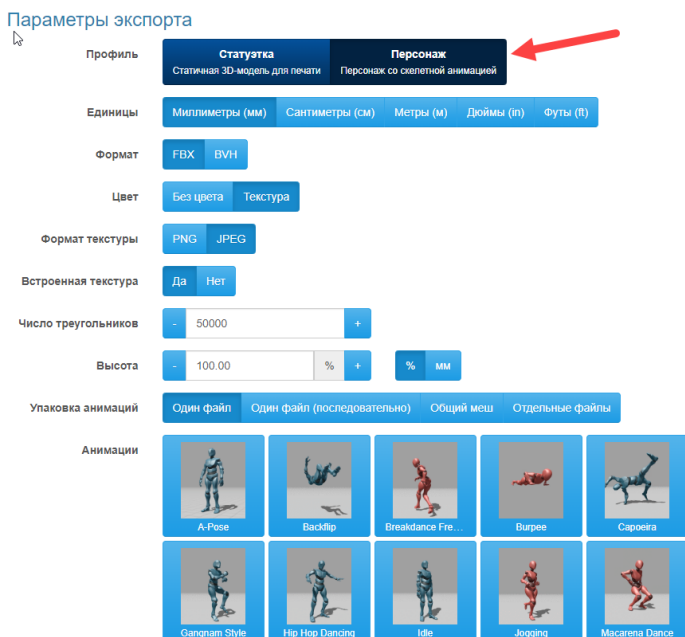 Параметры экспорта
Профиль
Статуэтка
Статичная 3D-модель для печати
Персонаж
Персонаж со скелетной анимацией
Единицы
Миллиметры (мм) Сантиметры (см) Метры (м) Дюймы (in) Футы (ft)
Формат
FBX BVH
Цвет
Без цвета Текстура
Формат текстуры
PNG JPEG
Встроенная текстура
Да Нет
Число треугольников
- 50000 +
Высота
- 100.00 % + % мм
Упаковка анимаций
Один файл Один файл (последовательно) Общий меш Отдельные файлы
Анимации
A-Pose Backflip Breakdance Fre... Burpee Capoeira
Gangnam Style Hip Hop Dancing Idle Jogging Macarena Dance